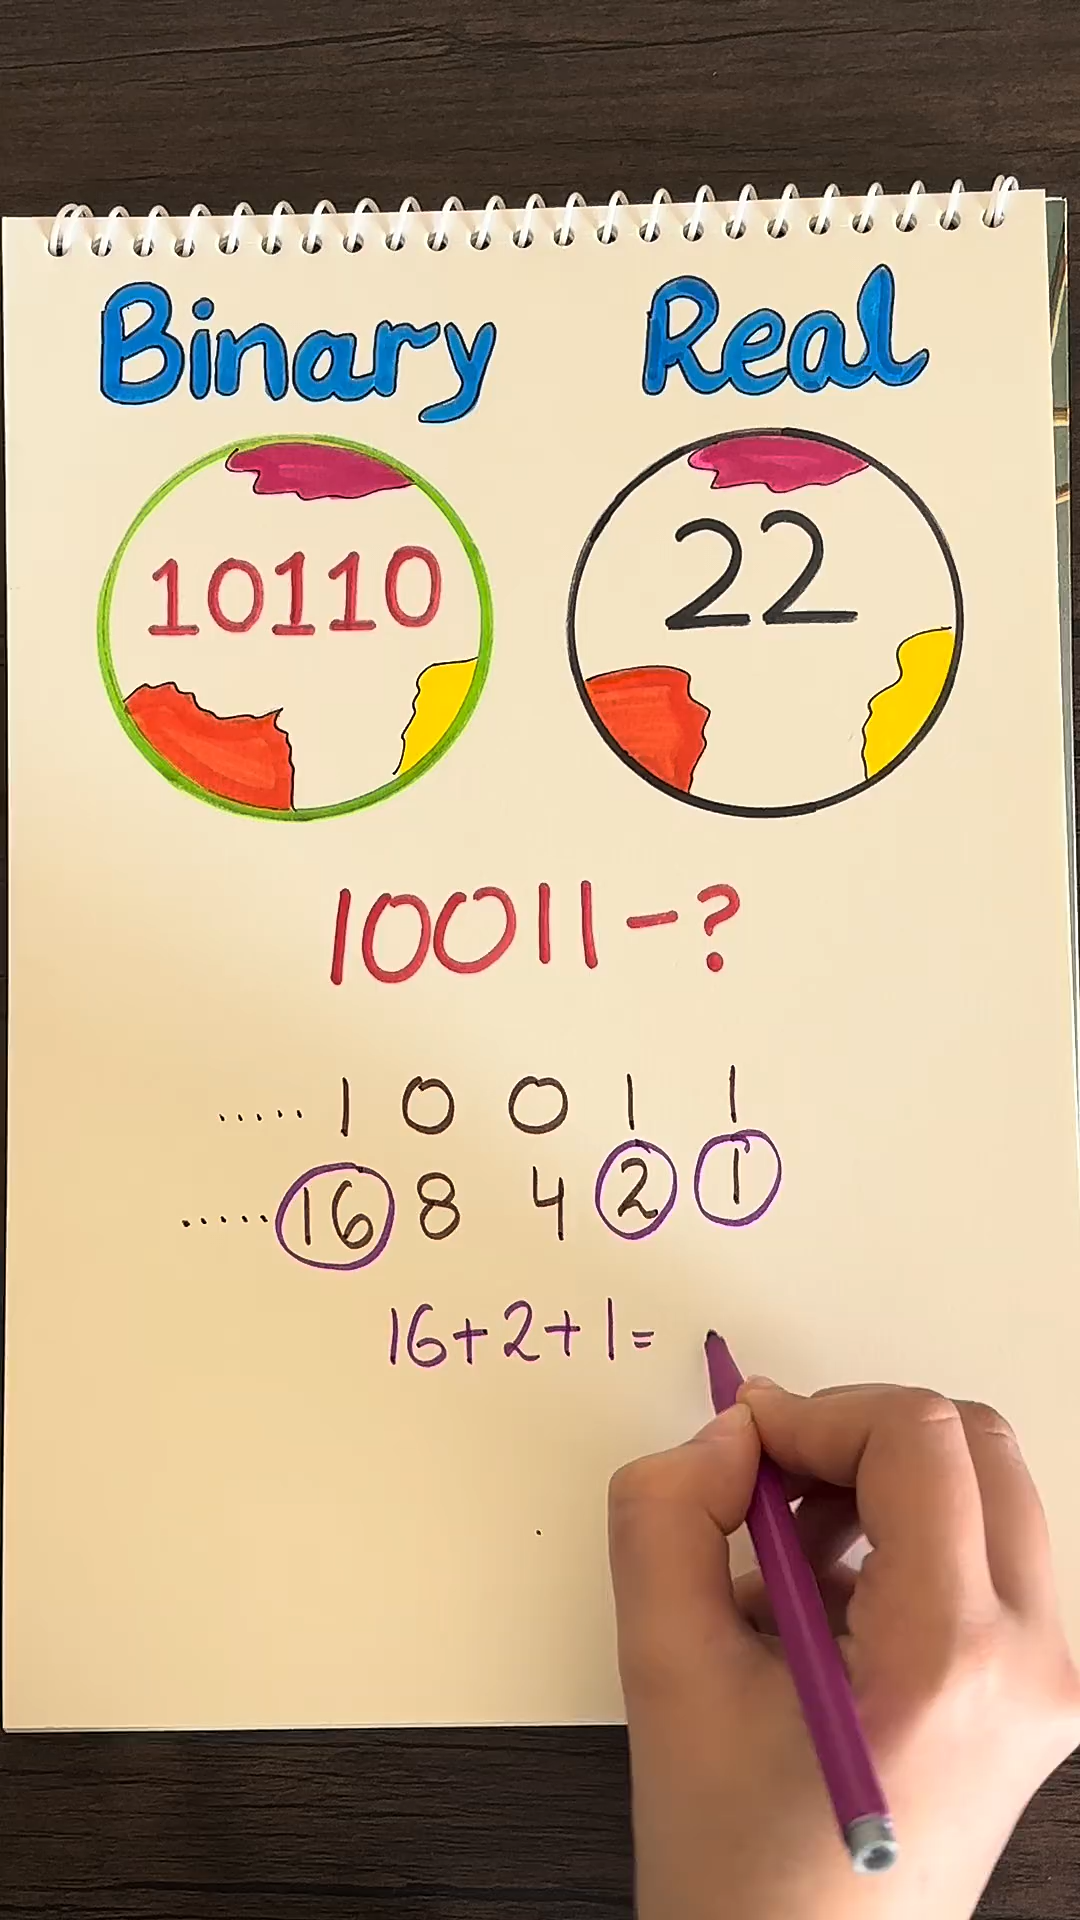 Binary Real
10110 22
10011-?
..... 1 0 0 1 1
..... 16 8 4 2 1
16+2+1=